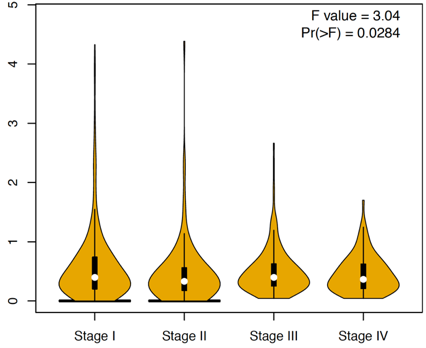 F value = 3.04
Pr(>F) = 0.0284
5
4
3
2
1
0
Stage I Stage II Stage III Stage IV